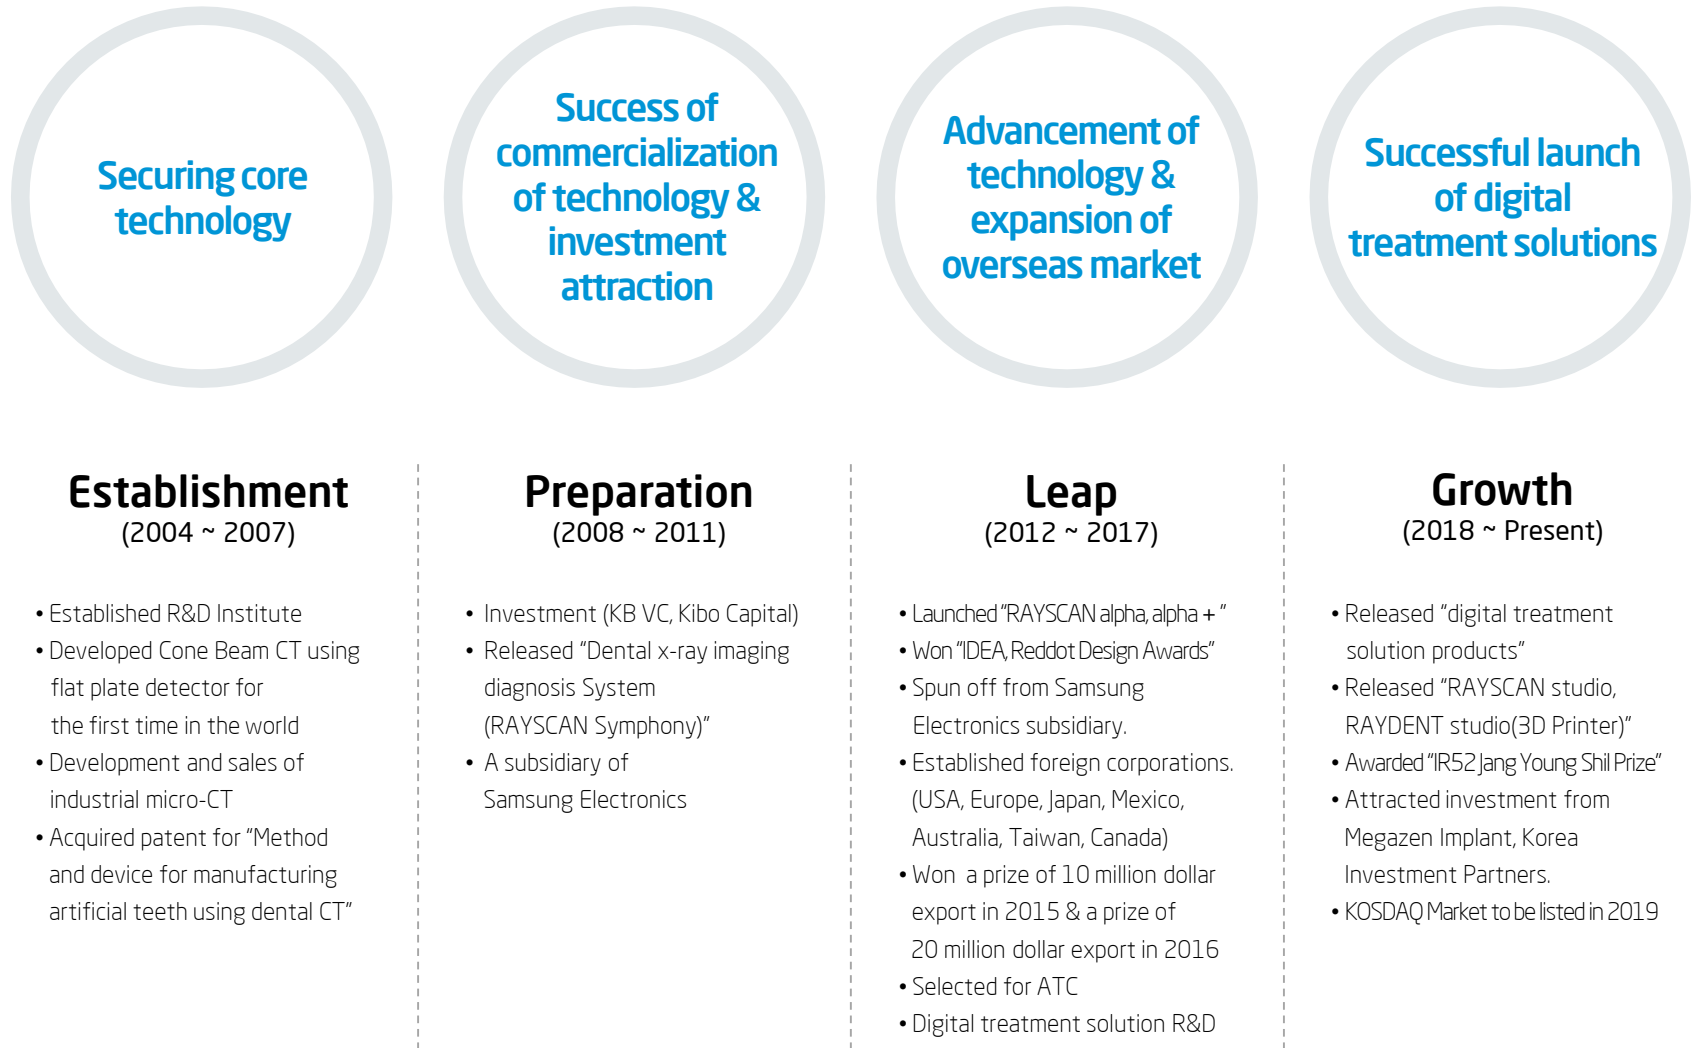 Securing core
technology
Success of
commercialization
of technology &
investment
attraction
Advancement of
technology &
expansion of
overseas market
Successful launch
of digital
treatment solutions
Establishment
(2004 ~ 2007)
• Established R&D Institute
• Developed Cone Beam CT using
flat plate detector for
the first time in the world
• Development and sales of
industrial micro-CT
• Acquired patent for “Method
and device for manufacturing
artificial teeth using dental CT”
Preparation
(2008 ~ 2011)
• Investment (KB VC, Kibo Capital)
• Released “Dental x-ray imaging
diagnosis System
(RAYSCAN Symphony)”
• A subsidiary of
Samsung Electronics
Leap
(2012 ~ 2017)
• Launched “RAYSCAN alpha, alpha + ”
• Won “IDEA, Reddot Design Awards”
• Spun off from Samsung
Electronics subsidiary.
• Established foreign corporations.
(USA, Europe, Japan, Mexico,
Australia, Taiwan, Canada)
• Won a prize of 10 million dollar
export in 2015 & a prize of
20 million dollar export in 2016
• Selected for ATC
• Digital treatment solution R&D
Growth
(2018 ~ Present)
• Released “digital treatment
solution products”
• Released “RAYSCAN studio,
RAYDENT studio(3D Printer)”
• Awarded “IR52 Jang Young Shil Prize”
• Attracted investment from
Megazen Implant, Korea
Investment Partners.
• KOSDAQ Market to be listed in 2019